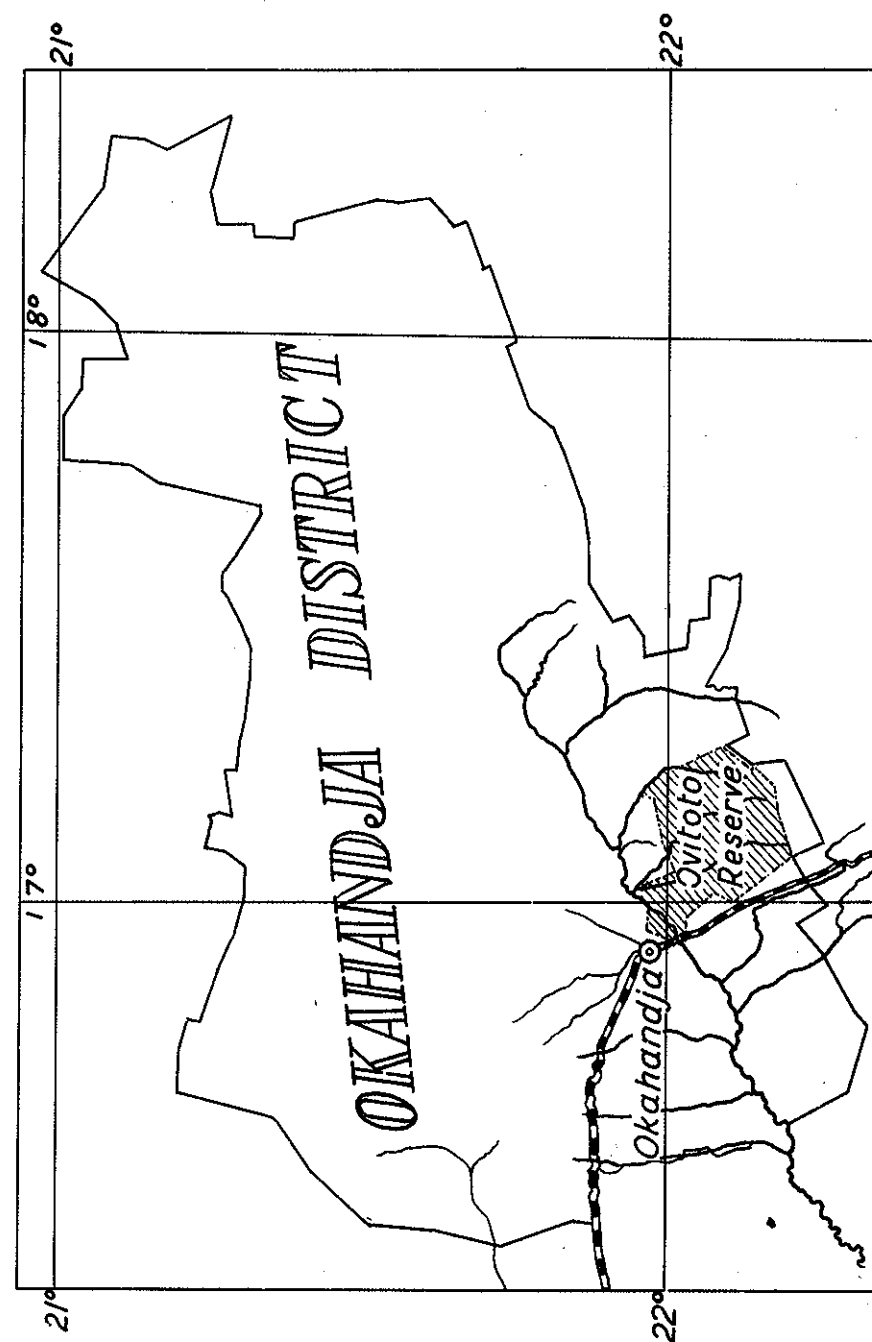 21° 17° 18° 21°
OKAHANDJA DISTRICT
Okahandja
Ovitoto
Reserve
22° 22°